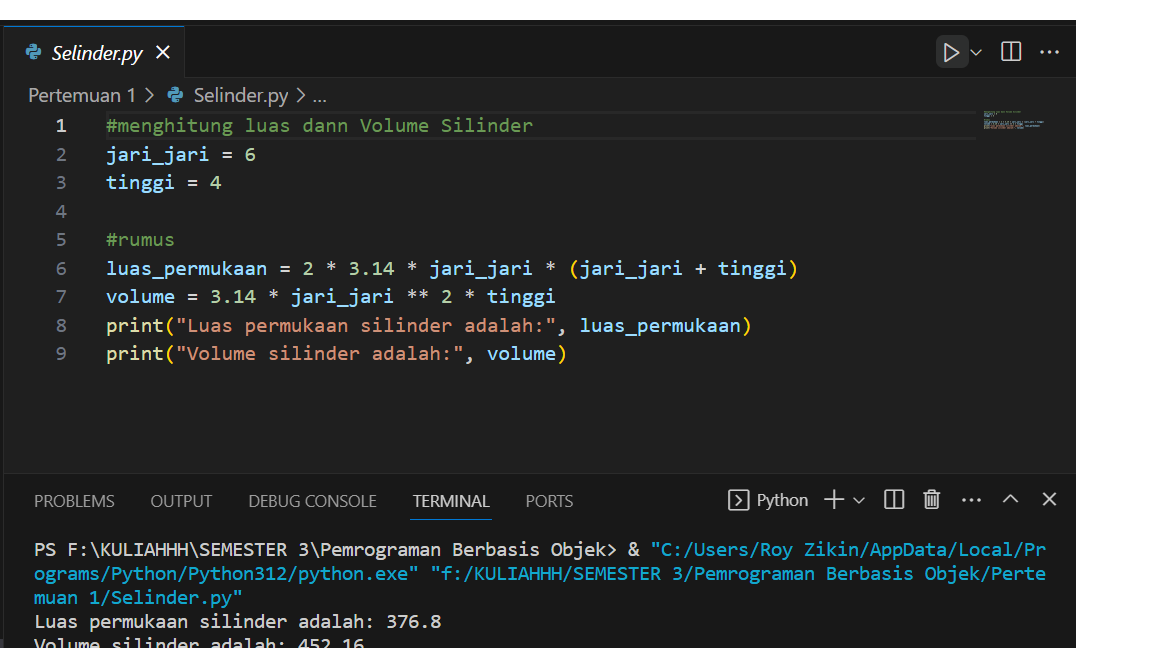 Selinder.py
Pertemuan 1 > Selinder.py > ...
1 #menghitung luas dann Volume Silinder
2 jari_jari = 6
3 tinggi = 4
4
5 #rumus
6 luas_permukaan = 2 * 3.14 * jari_jari * (jari_jari + tinggi)
7 volume = 3.14 * jari_jari ** 2 * tinggi
8 print("Luas permukaan silinder adalah:", luas_permukaan)
9 print("Volume silinder adalah:", volume)
PROBLEMS OUTPUT DEBUG CONSOLE TERMINAL PORTS Python
PS F:\KULIAHHH\SEMESTER 3\Pemrograman Berbasis Objek> & "C:/Users/Roy Zikin/AppData/Local/Pr
ograms/Python/Python312/python.exe" "f:/KULIAHHH/SEMESTER 3/Pemrograman Berbasis Objek/Perte
muan 1/Selinder.py"
Luas permukaan silinder adalah: 376.8
Volume silinder adalah: 452.16